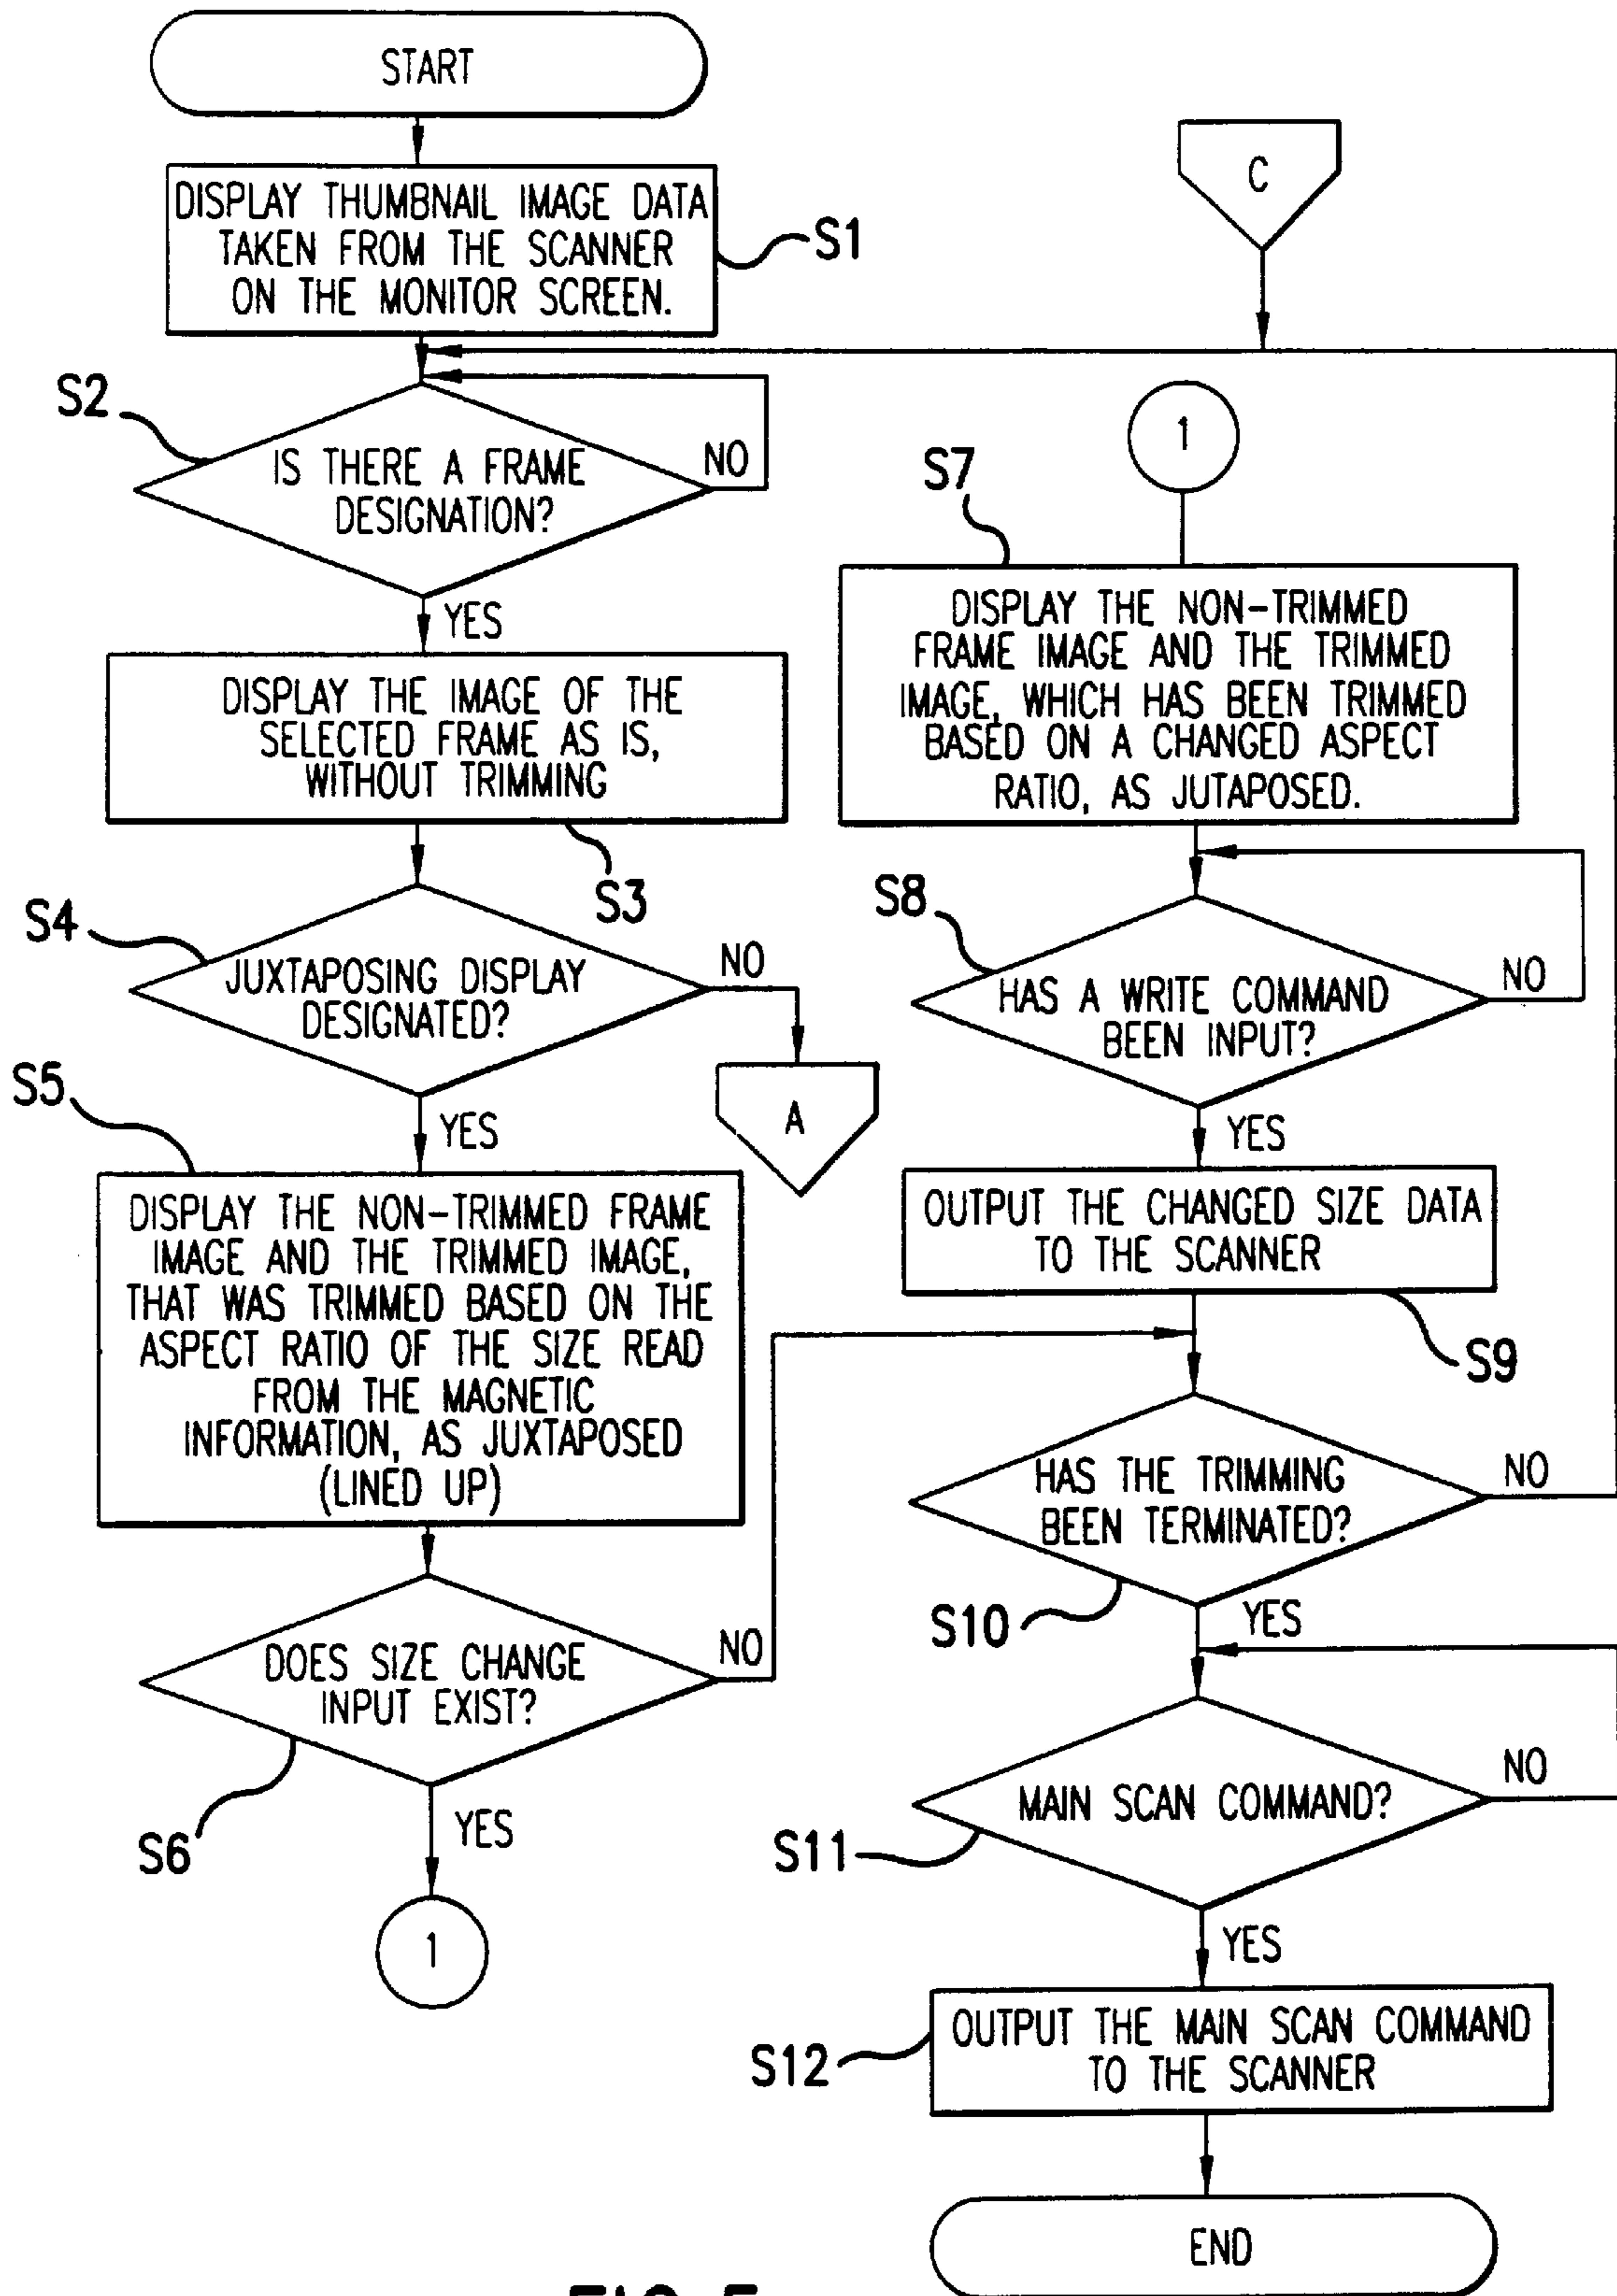 START
DISPLAY THUMBNAIL IMAGE DATA
TAKEN FROM THE SCANNER
ON THE MONITOR SCREEN.
S1
S2
IS THERE A FRAME
DESIGNATION?
NO
YES
DISPLAY THE IMAGE OF THE
SELECTED FRAME AS IS,
WITHOUT TRIMMING
S3
S4
JUXTAPOSING DISPLAY
DESIGNATED?
NO
A
YES
S5
DISPLAY THE NON-TRIMMED FRAME
IMAGE AND THE TRIMMED IMAGE,
THAT WAS TRIMMED BASED ON THE
ASPECT RATIO OF THE SIZE READ
FROM THE MAGNETIC
INFORMATION, AS JUXTAPOSED
(LINED UP)
DOES SIZE CHANGE
INPUT EXIST?
NO
S6
YES
1
C
1
S7
DISPLAY THE NON-TRIMMED
FRAME IMAGE AND THE TRIMMED
IMAGE, WHICH HAS BEEN TRIMMED
BASED ON A CHANGED ASPECT
RATIO, AS JUTAPOSED.
S8
HAS A WRITE COMMAND
BEEN INPUT?
NO
YES
OUTPUT THE CHANGED SIZE DATA
TO THE SCANNER
S9
HAS THE TRIMMING
BEEN TERMINATED?
NO
S10
YES
MAIN SCAN COMMAND?
NO
S11
YES
OUTPUT THE MAIN SCAN COMMAND
TO THE SCANNER
S12
END